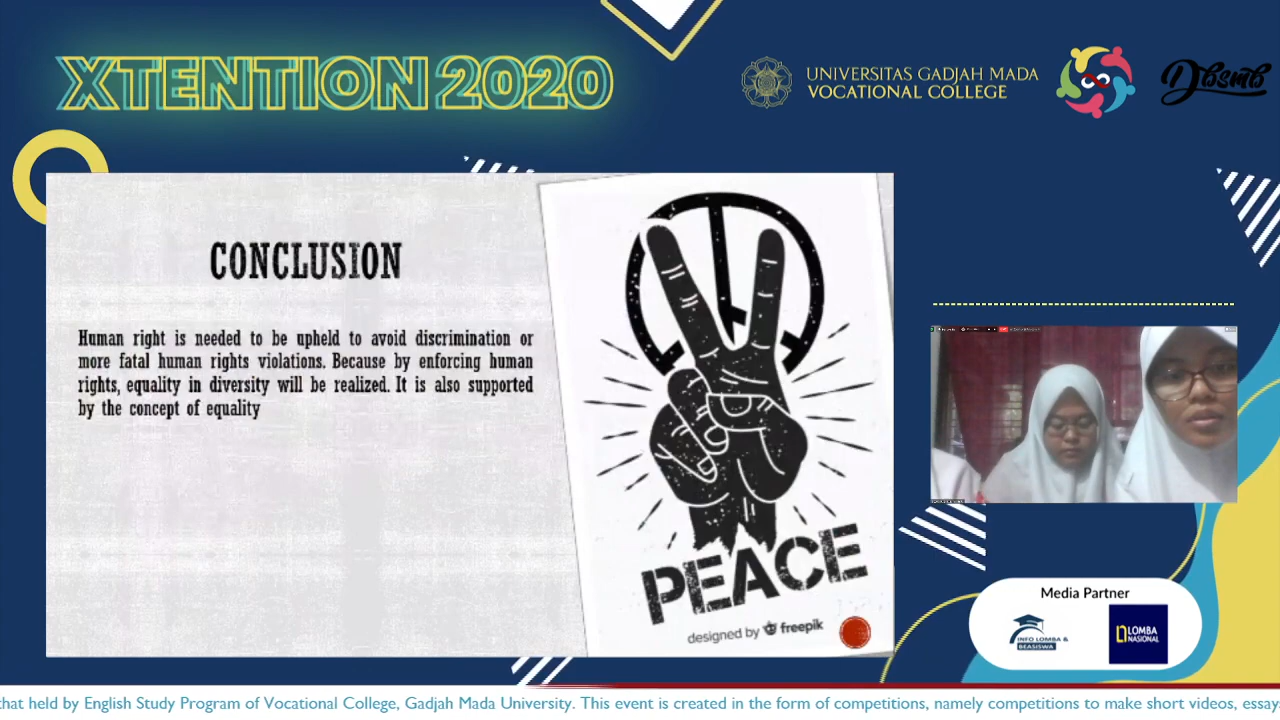 XTENTION 2020
UNIVERSITAS GADJAH MADA
VOCATIONAL COLLEGE
Dbsmb
CONCLUSION
Human right is needed to be upheld to avoid discrimination or
more fatal human rights violations. Because by enforcing human
rights, equality in diversity will be realized. It is also supported
by the concept of equality
PEACE
designed by freepik
Media Partner
INFO LOMBA &
BEASISWA
LOMBA
NASIONAL
that held by English Study Program of Vocational College, Gadjah Mada University. This event is created in the form of competitions, namely competitions to make short videos, essay